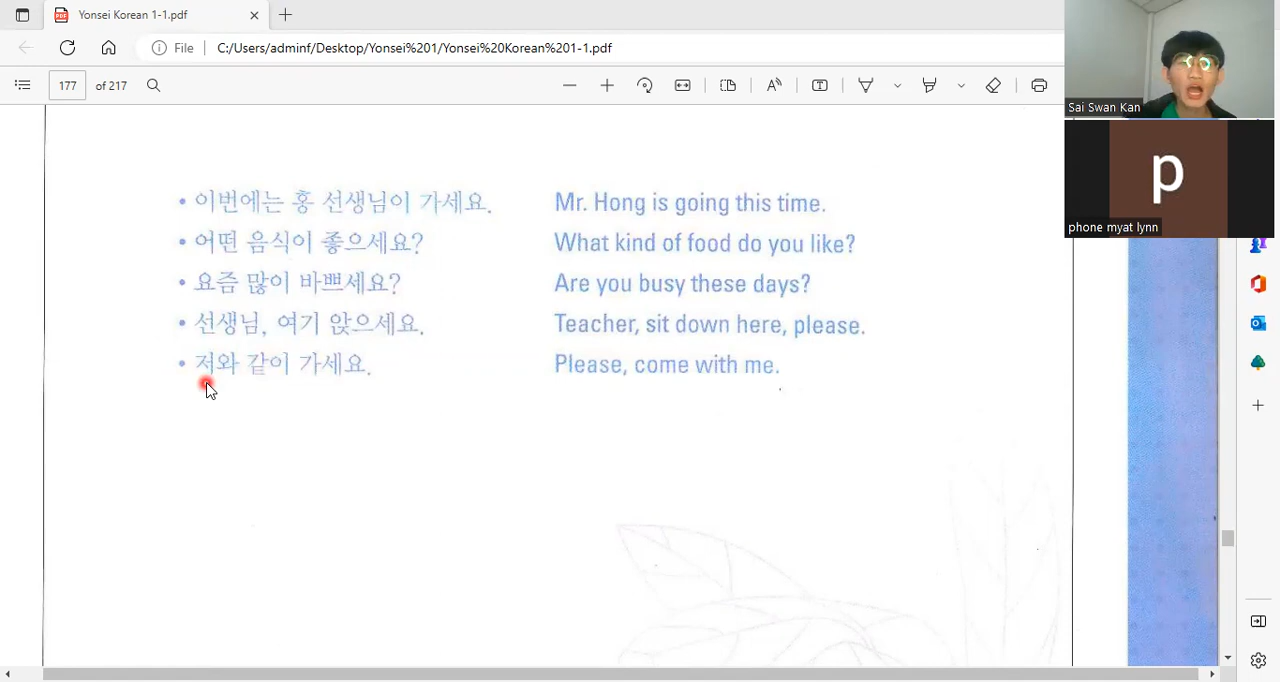 Yonsei Korean 1-1.pdf
File C:/Users/adminf/Desktop/Yonsei%201/Yonsei%20Korean%201-1.pdf
177 of 217
Sai Swan Kan
p
phone myat lynn
• 이번에는 홍 선생님이 가세요. Mr. Hong is going this time.
• 어떤 음식이 좋으세요? What kind of food do you like?
• 요즘 많이 바쁘세요? Are you busy these days?
• 선생님, 여기 앉으세요. Teacher, sit down here, please.
• 저와 같이 가세요. Please, come with me.